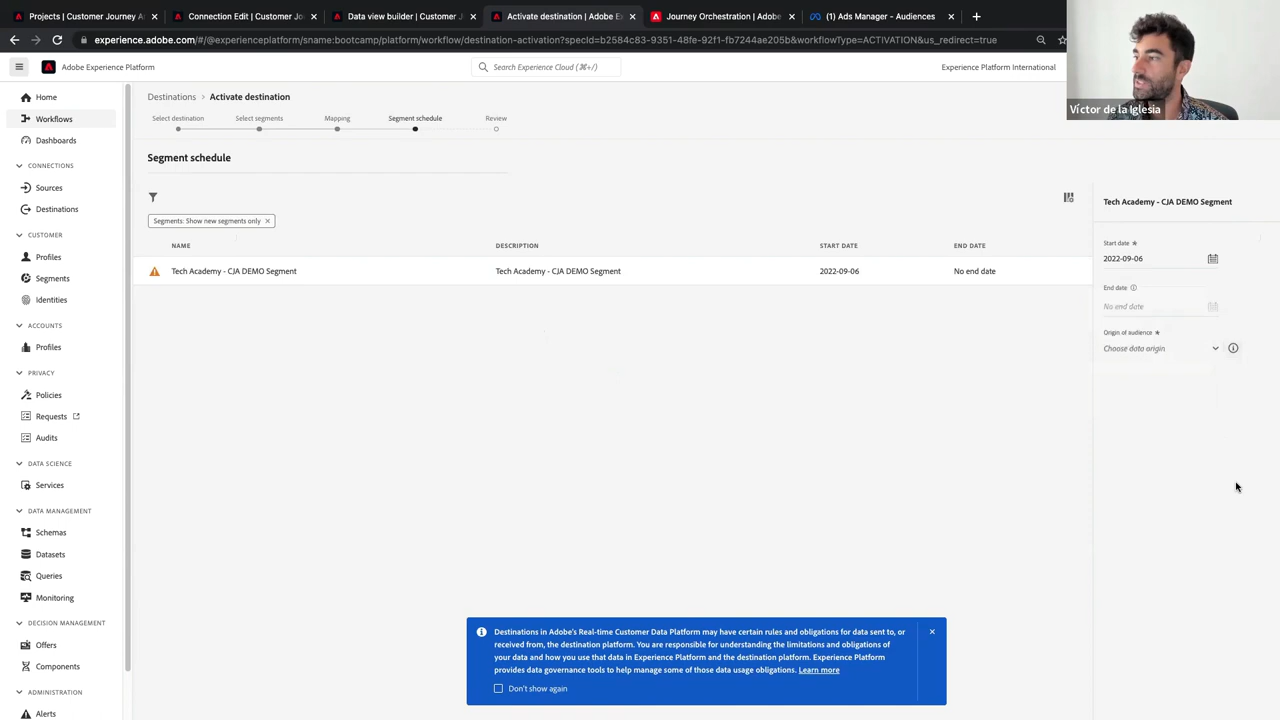 Projects | Customer Journey A
Connection Edit | Customer Jo
Data view builder | Customer J
Activate destination | Adobe Ex
Journey Orchestration | Adobe
(1) Ads Manager - Audiences
experience.adobe.com/#/@experienceplatform/sname:bootcamp/platform/workflow/destination-activation?specId=b2584c83-9351-48fe-92f1-fb7244ae205b&workflowType=ACTIVATION&us_redirect=true
Adobe Experience Platform
Search Experience Cloud (⌘+/)
Experience Platform International
Víctor de la Iglesia
Home
Workflows
Dashboards
CONNECTIONS
Sources
Destinations
CUSTOMER
Profiles
Segments
Identities
ACCOUNTS
Profiles
PRIVACY
Policies
Requests
Audits
DATA SCIENCE
Services
DATA MANAGEMENT
Schemas
Datasets
Queries
Monitoring
DECISION MANAGEMENT
Offers
Components
ADMINISTRATION
Alerts
Destinations > Activate destination
Select destination Select segments Mapping Segment schedule Review
Segment schedule
Segments: Show new segments only ×
NAME DESCRIPTION START DATE END DATE
Tech Academy - CJA DEMO Segment Tech Academy - CJA DEMO Segment 2022-09-06 No end date
Tech Academy - CJA DEMO Segment
Start date *
2022-09-06
End date
No end date
Origin of audience *
Choose data origin
Destinations in Adobe's Real-time Customer Data Platform may have certain rules and obligations for data sent to, or
received from, the destination platform. You are responsible for understanding the limitations and obligations of
your data and how you use that data in Experience Platform and the destination platform. Experience Platform
provides data governance tools to help manage some of those data usage obligations. Learn more
Don't show again